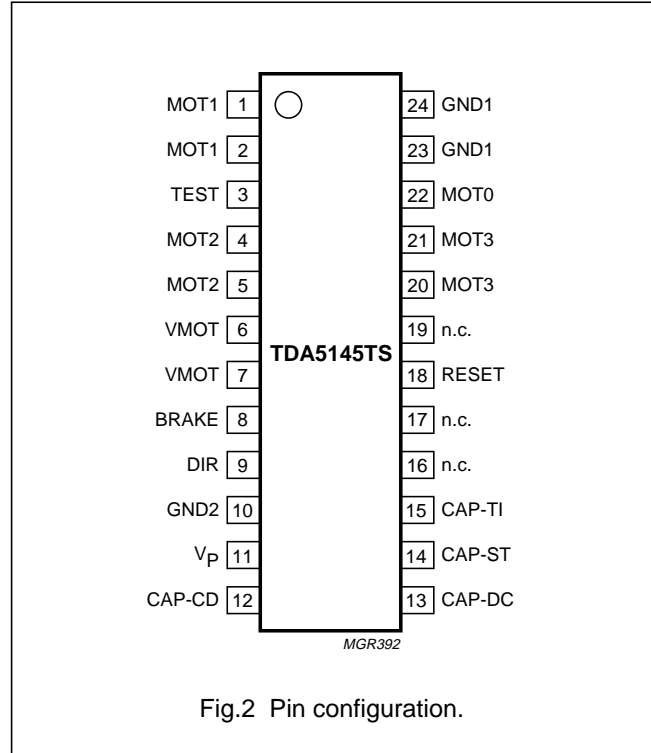 MOT1 1 24 GND1
MOT1 2 23 GND1
TEST 3 22 MOT0
MOT2 4 21 MOT3
MOT2 5 20 MOT3
VMOT 6 19 n.c.
TDA5145TS
VMOT 7 18 RESET
BRAKE 8 17 n.c.
DIR 9 16 n.c.
GND2 10 15 CAP-TI
VP 11 14 CAP-ST
CAP-CD 12 13 CAP-DC
MGR392
Fig.2 Pin configuration.